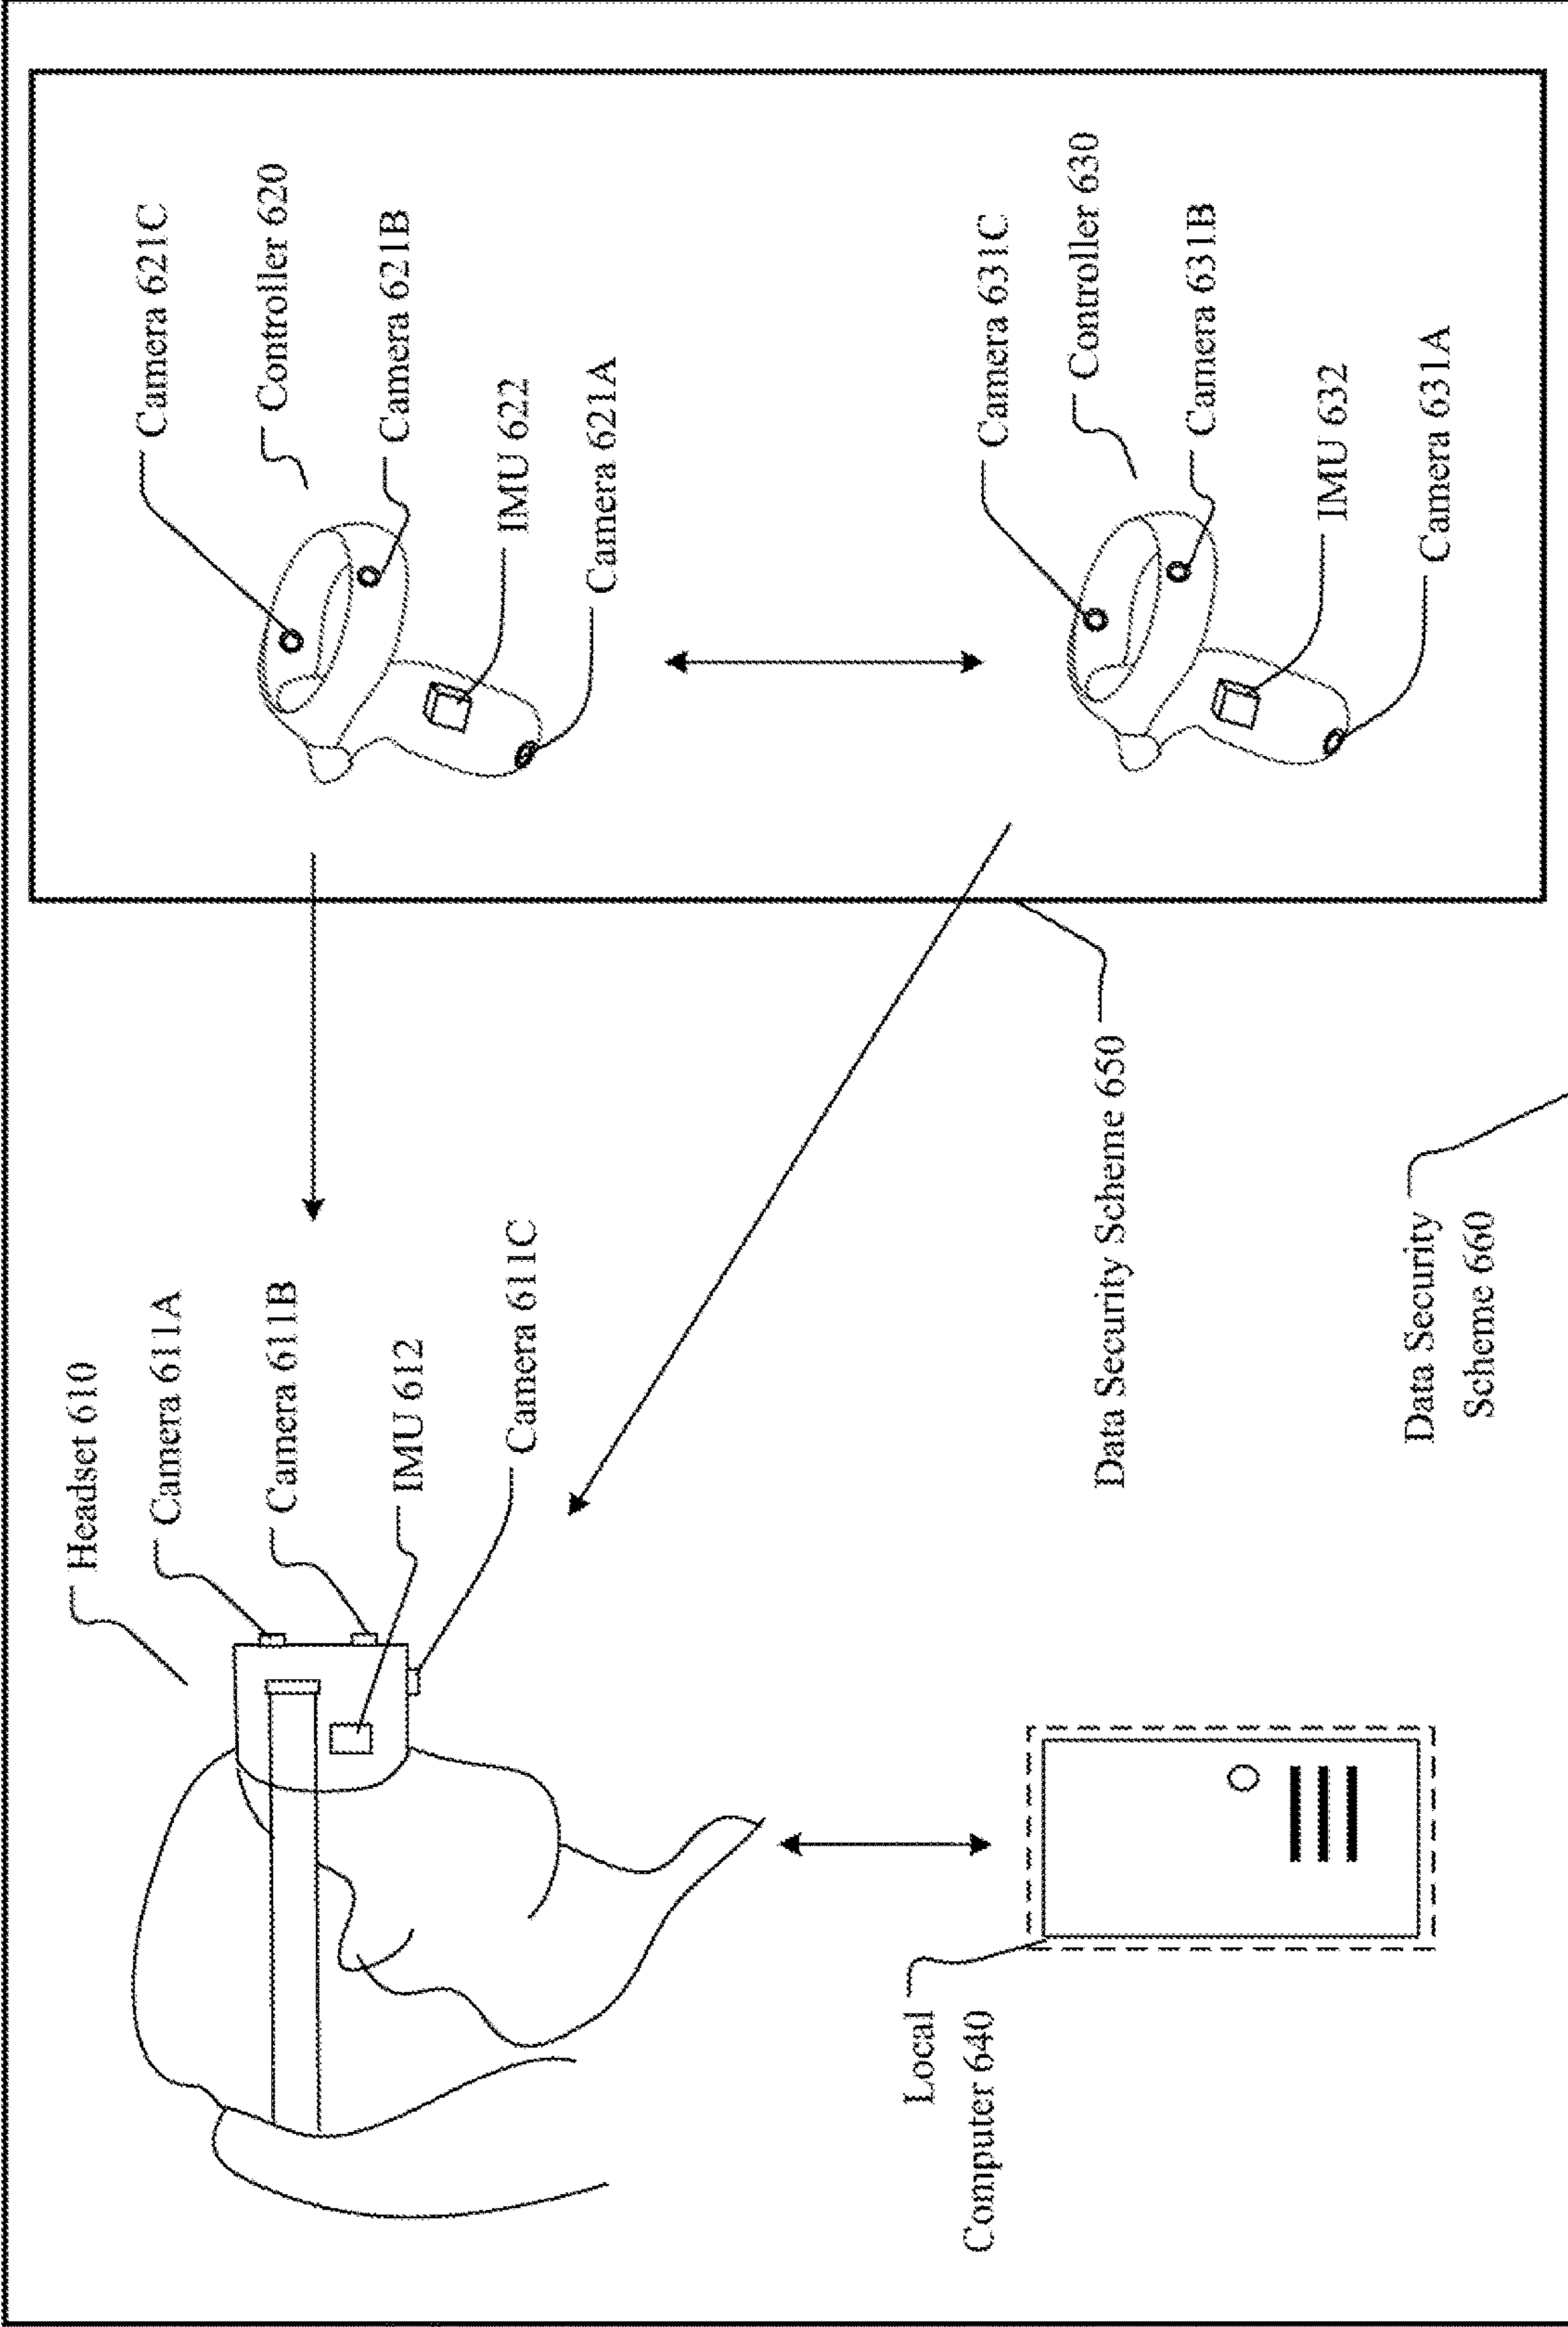 Headset 610
Camera 611A
Camera 611B
IMU 612
Camera 611C
Camera 621C
Controller 620
Camera 621B
IMU 622
Camera 621A
Local
Computer 640
Data Security Scheme 650
Camera 631C
Controller 630
Camera 631B
IMU 632
Camera 631A
Data Security
Scheme 660